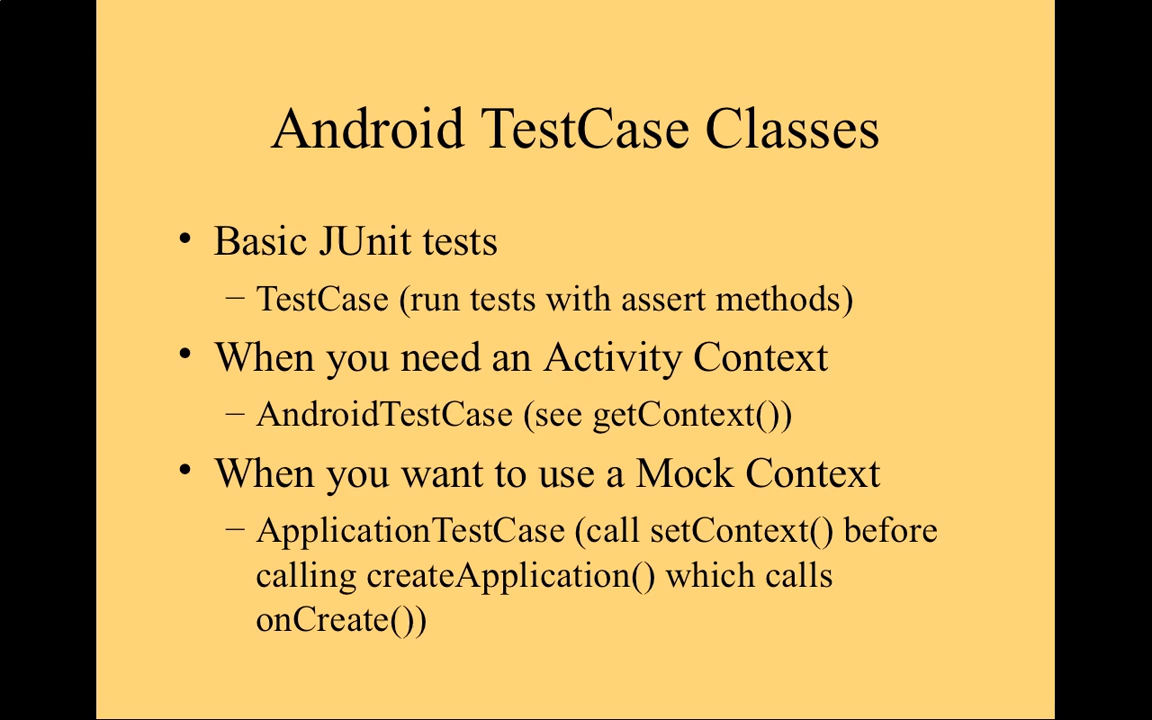 Android TestCase Classes
• Basic JUnit tests
– TestCase (run tests with assert methods)
• When you need an Activity Context
– AndroidTestCase (see getContext())
• When you want to use a Mock Context
– ApplicationTestCase (call setContext() before
calling createApplication() which calls
onCreate())